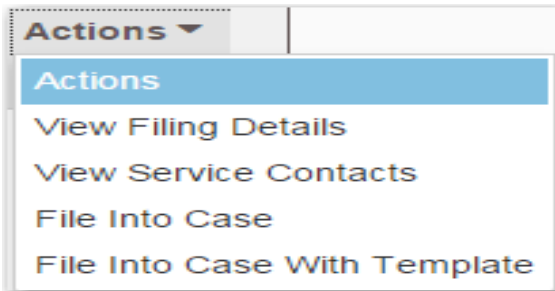 Actions
Actions
View Filing Details
View Service Contacts
File Into Case
File Into Case With Template